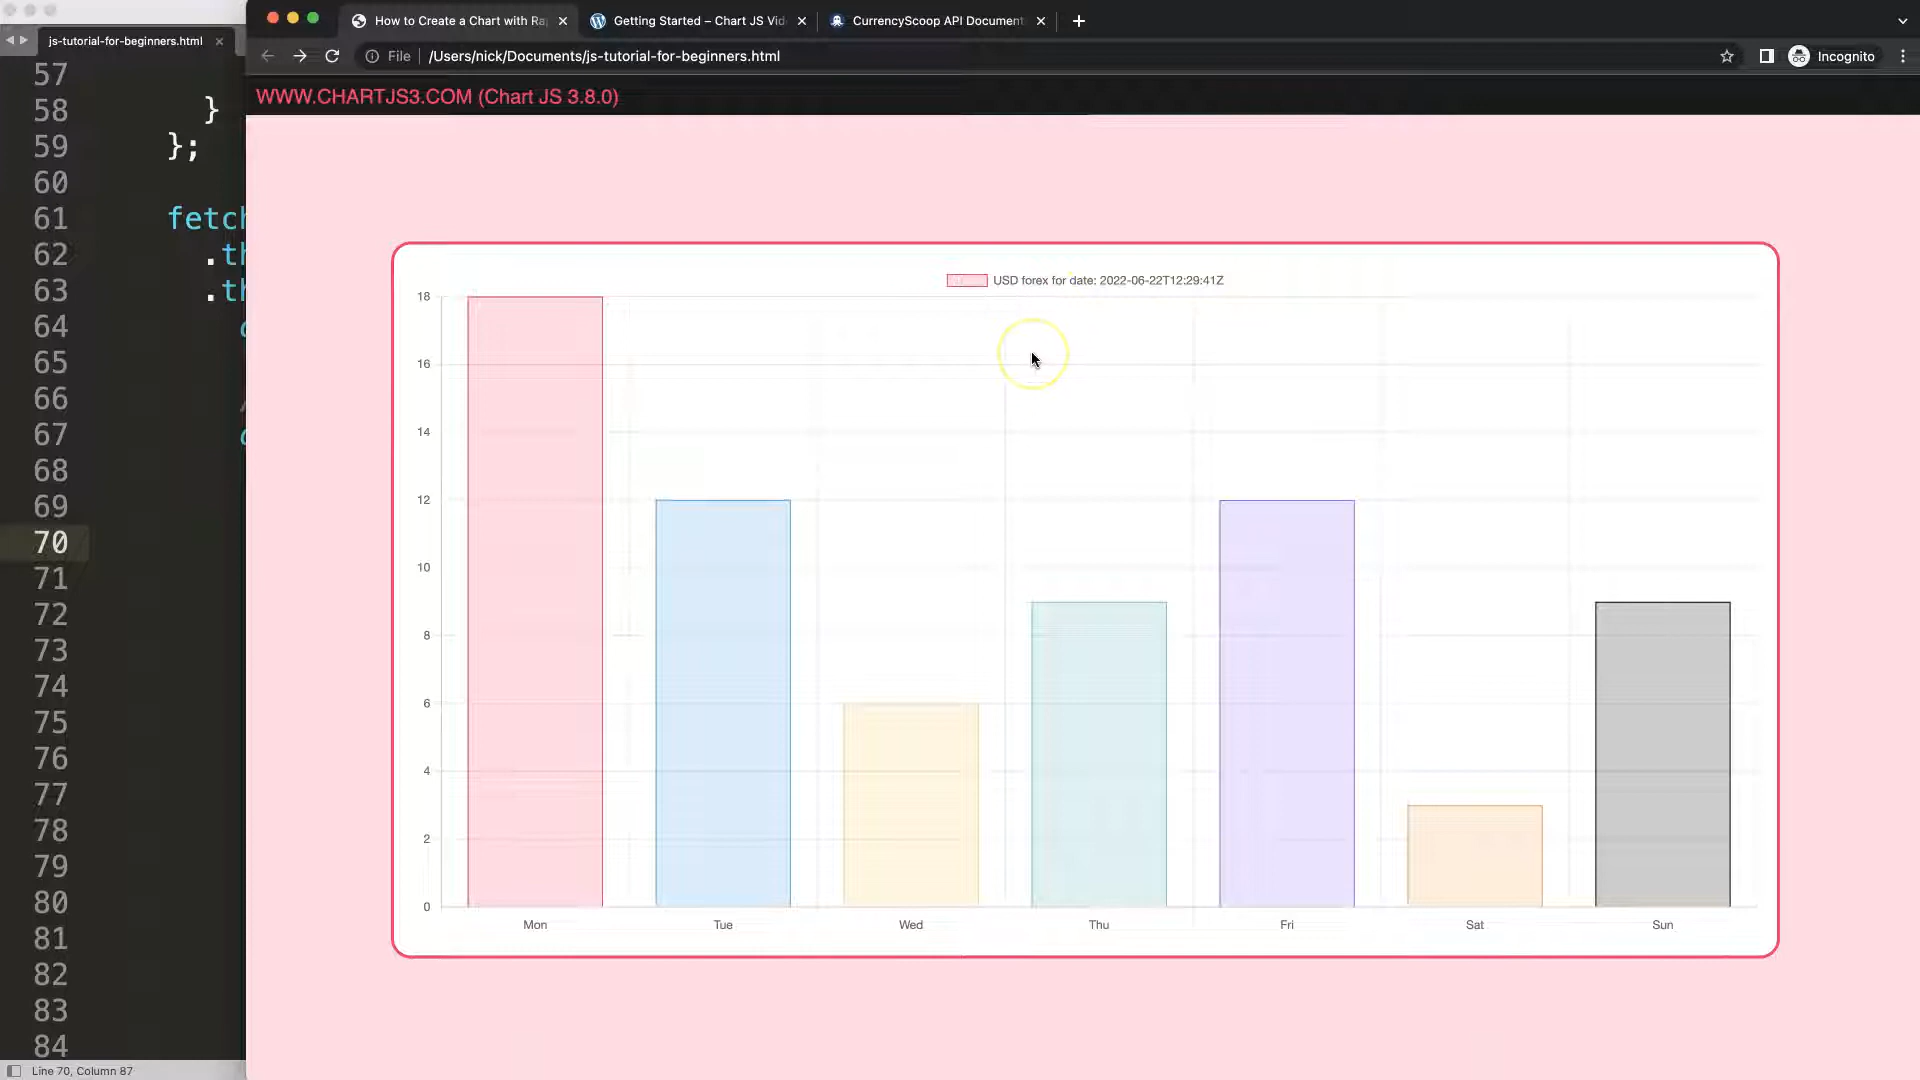 js-tutorial-for-beginners.html
57
58 }
59 };
60
61 fetch
62 .th
63 .th
64
65
66
67
68
69
70
71
72
73
74
75
76
77
78
79
80
81
82
83
84
Line 70, Column 87
How to Create a Chart with Ra
Getting Started – Chart JS Vid
CurrencyScoop API Document
File /Users/nick/Documents/js-tutorial-for-beginners.html
Incognito
WWW.CHARTJS3.COM (Chart JS 3.8.0)
USD forex for date: 2022-06-22T12:29:41Z
18
16
14
12
10
8
6
4
2
0
Mon Tue Wed Thu Fri Sat Sun